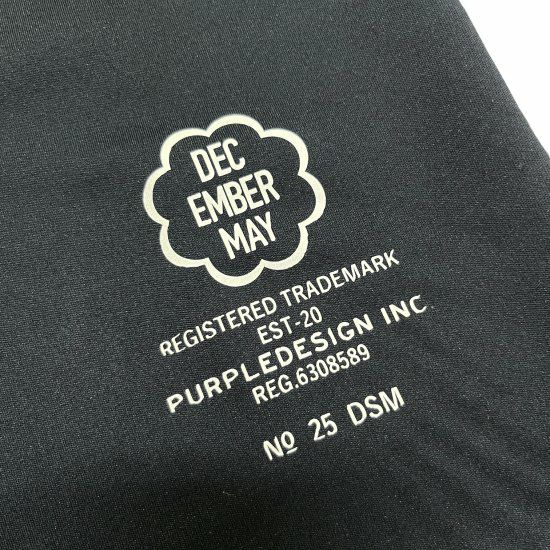 DEC
EMBER
MAY
REGISTERED TRADEMARK
EST-20
PURPLEDESIGN INC.
REG.6308589
Nº 25 DSM